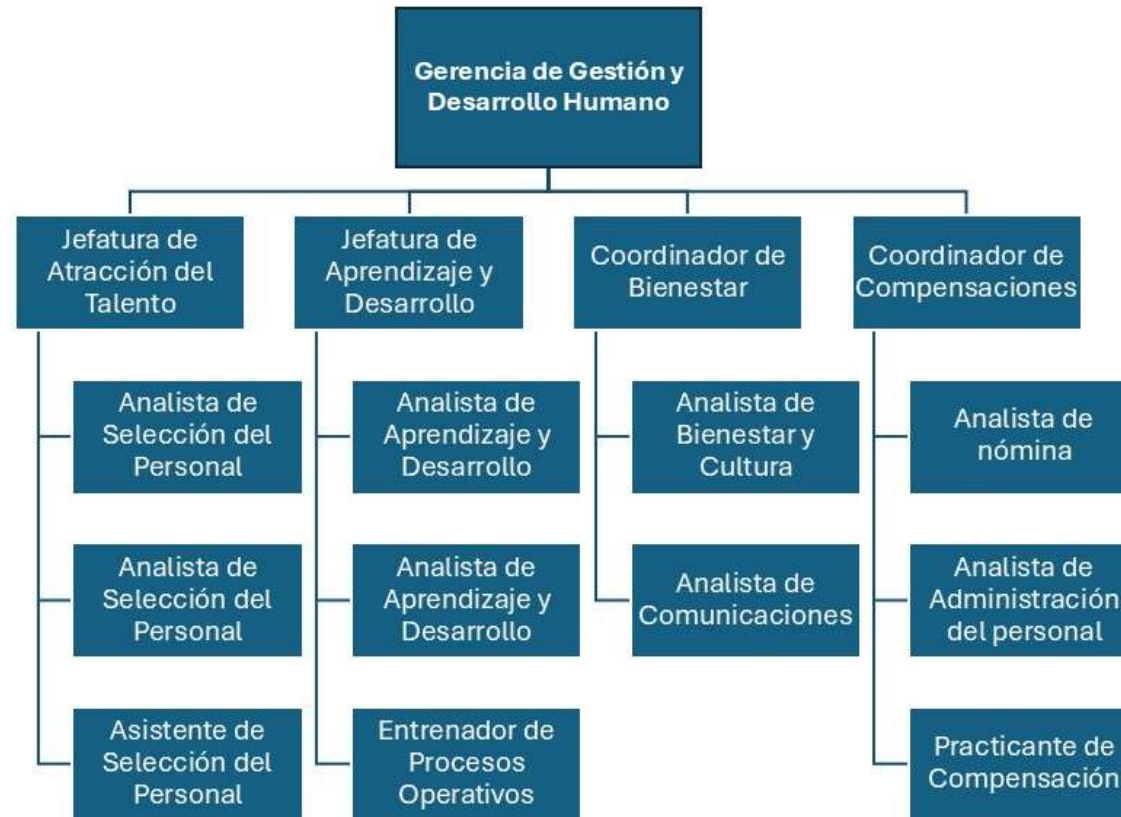 Gerencia de Gestión y
Desarrollo Humano
Jefatura de
Atracción del
Talento
Jefatura de
Aprendizaje y
Desarrollo
Coordinador de
Bienestar
Coordinador de
Compensaciones
Analista de
Selección del
Personal
Analista de
Aprendizaje y
Desarrollo
Analista de
Bienestar y
Cultura
Analista de
nómina
Analista de
Selección del
Personal
Analista de
Aprendizaje y
Desarrollo
Analista de
Comunicaciones
Analista de
Administración
del personal
Asistente de
Selección del
Personal
Entrenador de
Procesos
Operativos
Practicante de
Compensación